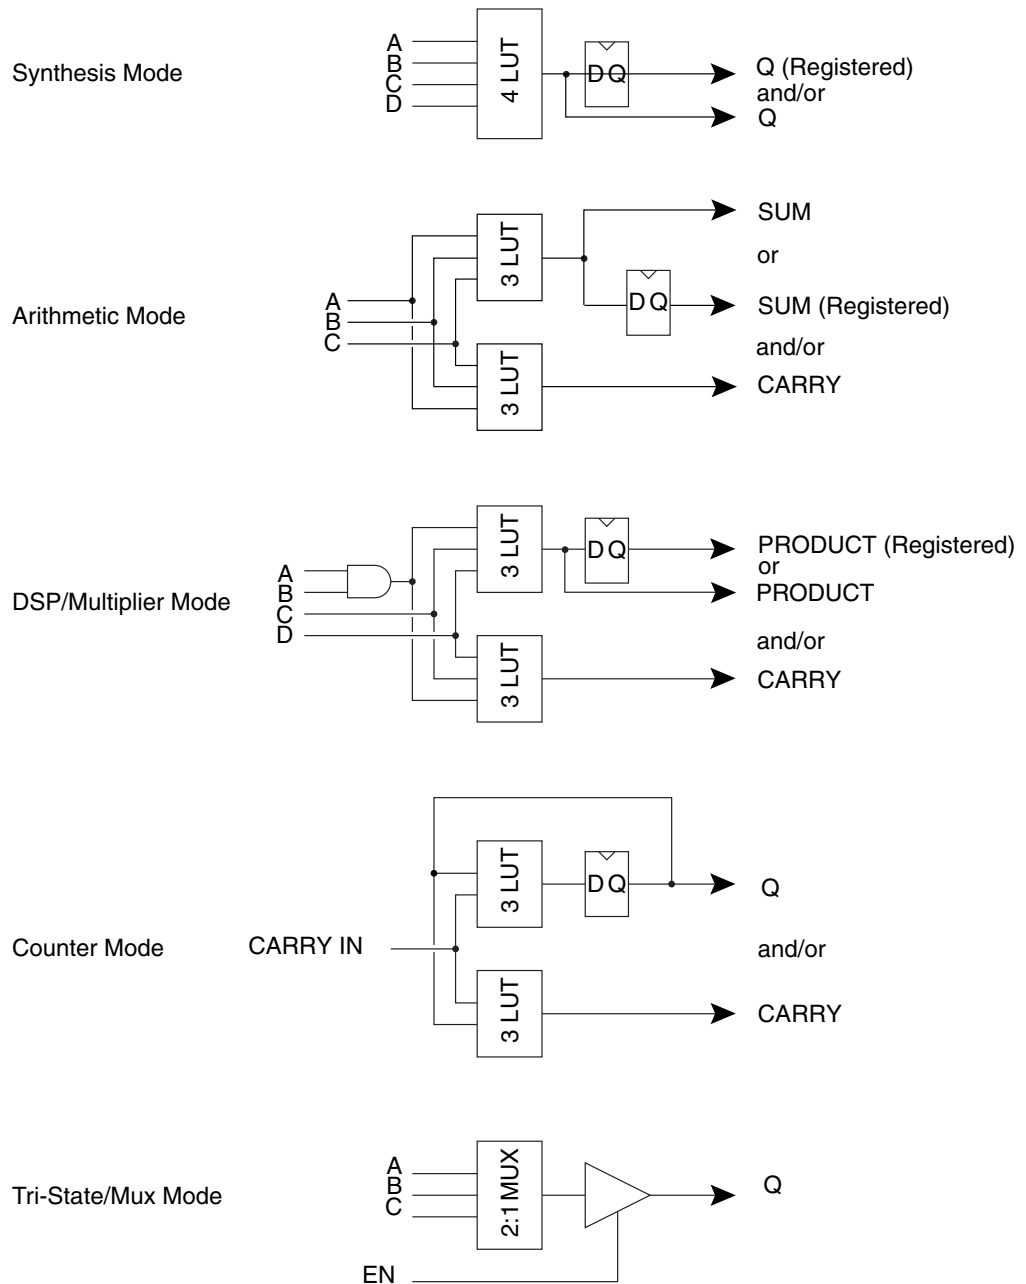 Synthesis Mode
A
B
C
D
4 LUT
D Q
Q (Registered)
and/or
Q
Arithmetic Mode
A
B
C
3 LUT
3 LUT
D Q
SUM
or
SUM (Registered)
and/or
CARRY
DSP/Multiplier Mode
A
B
C
D
3 LUT
3 LUT
D Q
PRODUCT (Registered)
or
PRODUCT
and/or
CARRY
Counter Mode
CARRY IN
3 LUT
3 LUT
D Q
Q
and/or
CARRY
Tri-State/Mux Mode
A
B
C
EN
2:1 MUX
Q